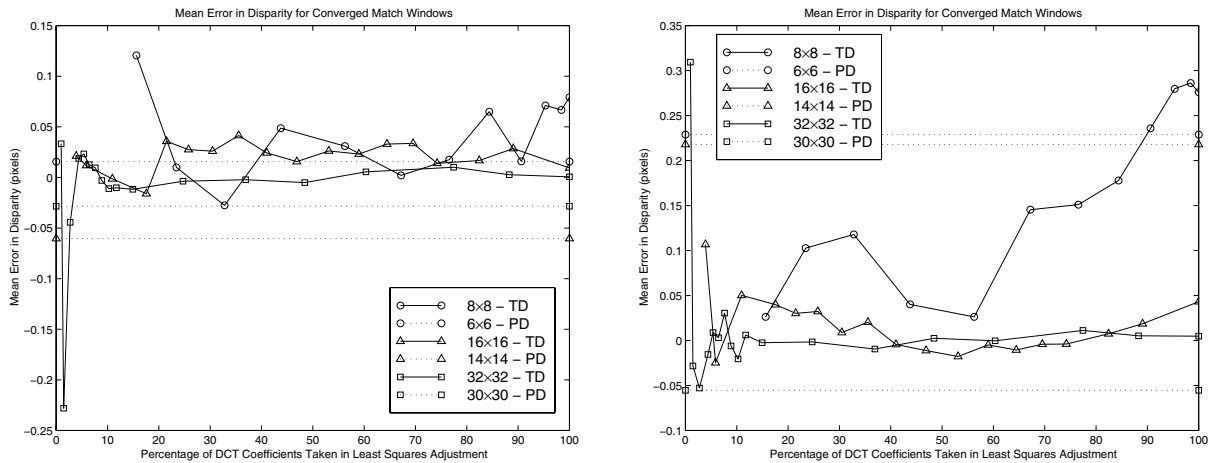 Mean Error in Disparity for Converged Match Windows
0.15
0.1
0.05
0
−0.05
−0.1
−0.15
−0.2
−0.25
Mean Error in Disparity (pixels)
8×8 − TD
6×6 − PD
16×16 − TD
14×14 − PD
32×32 − TD
30×30 − PD
0 10 20 30 40 50 60 70 80 90 100
Percentage of DCT Coefficients Taken in Least Squares Adjustment
Mean Error in Disparity for Converged Match Windows
0.35
0.3
0.25
0.2
0.15
0.1
0.05
0
−0.05
−0.1
Mean Error in Disparity (pixels)
8×8 − TD
6×6 − PD
16×16 − TD
14×14 − PD
32×32 − TD
30×30 − PD
0 10 20 30 40 50 60 70 80 90 100
Percentage of DCT Coefficients Taken in Least Squares Adjustment